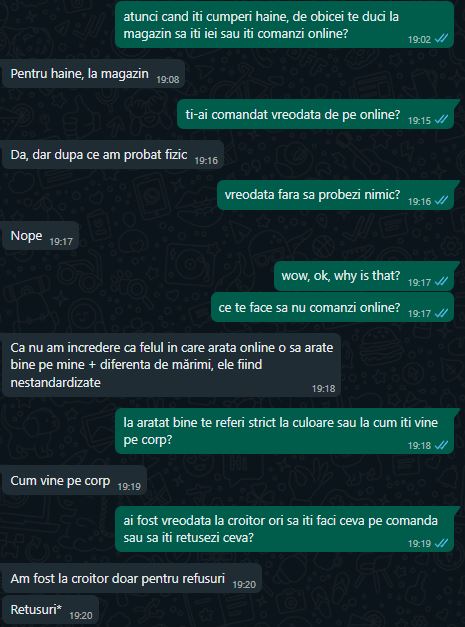 atunci cand iti cumperi haine, de obicei te duci la
magazin sa iti iei sau iti comanzi online?
19:02
Pentru haine, la magazin 19:08
ti-ai comandat vreodata de pe online? 19:15
Da, dar dupa ce am probat fizic 19:16
vreodata fara sa probezi nimic? 19:16
Nope 19:17
wow, ok, why is that? 19:17
ce te face sa nu comanzi online? 19:17
Ca nu am incredere ca felul in care arata online o sa arate
bine pe mine + diferenta de mărimi, ele fiind
nestandardizate
19:18
la aratat bine te referi strict la culoare sau la cum iti vine
pe corp?
19:18
Cum vine pe corp 19:19
ai fost vreodata la croitor ori sa iti faci ceva pe comanda
sau sa iti retusezi ceva?
19:19
Am fost la croitor doar pentru refusuri 19:20
Retusuri* 19:20